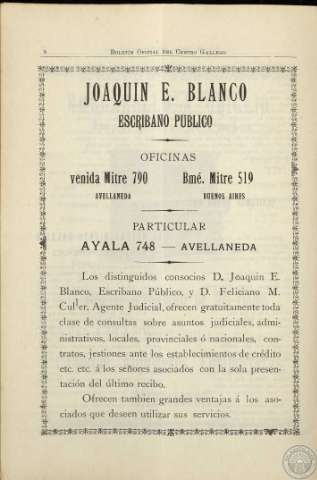 8 BOLETIN OFICIAL DEL CENTRO GALLEGO
JOAQUIN E. BLANCO
ESCRIBANO PUBLICO
OFICINAS
venida Mitre 790 Bmé. Mitre 519
AVELLANEDA BUENOS AIRES
PARTICULAR
AYALA 748 — AVELLANEDA
Los distinguidos consocios D. Joaquin E.
Blanco, Escribano Público, y D. Feliciano M.
Culler, Agente Judicial, ofrecen gratuitamente toda
clase de consultas sobre asuntos judiciales, admi-
nistrativos, locales, provinciales ó nacionales, con-
tratos, jestiones ante los establecimientos de crédito
etc. etc. á los señores asociados con la sola presen-
tación del último recibo.
Ofrecen tambien grandes ventajas á los aso-
ciados que deseen utilizar sus servicios.